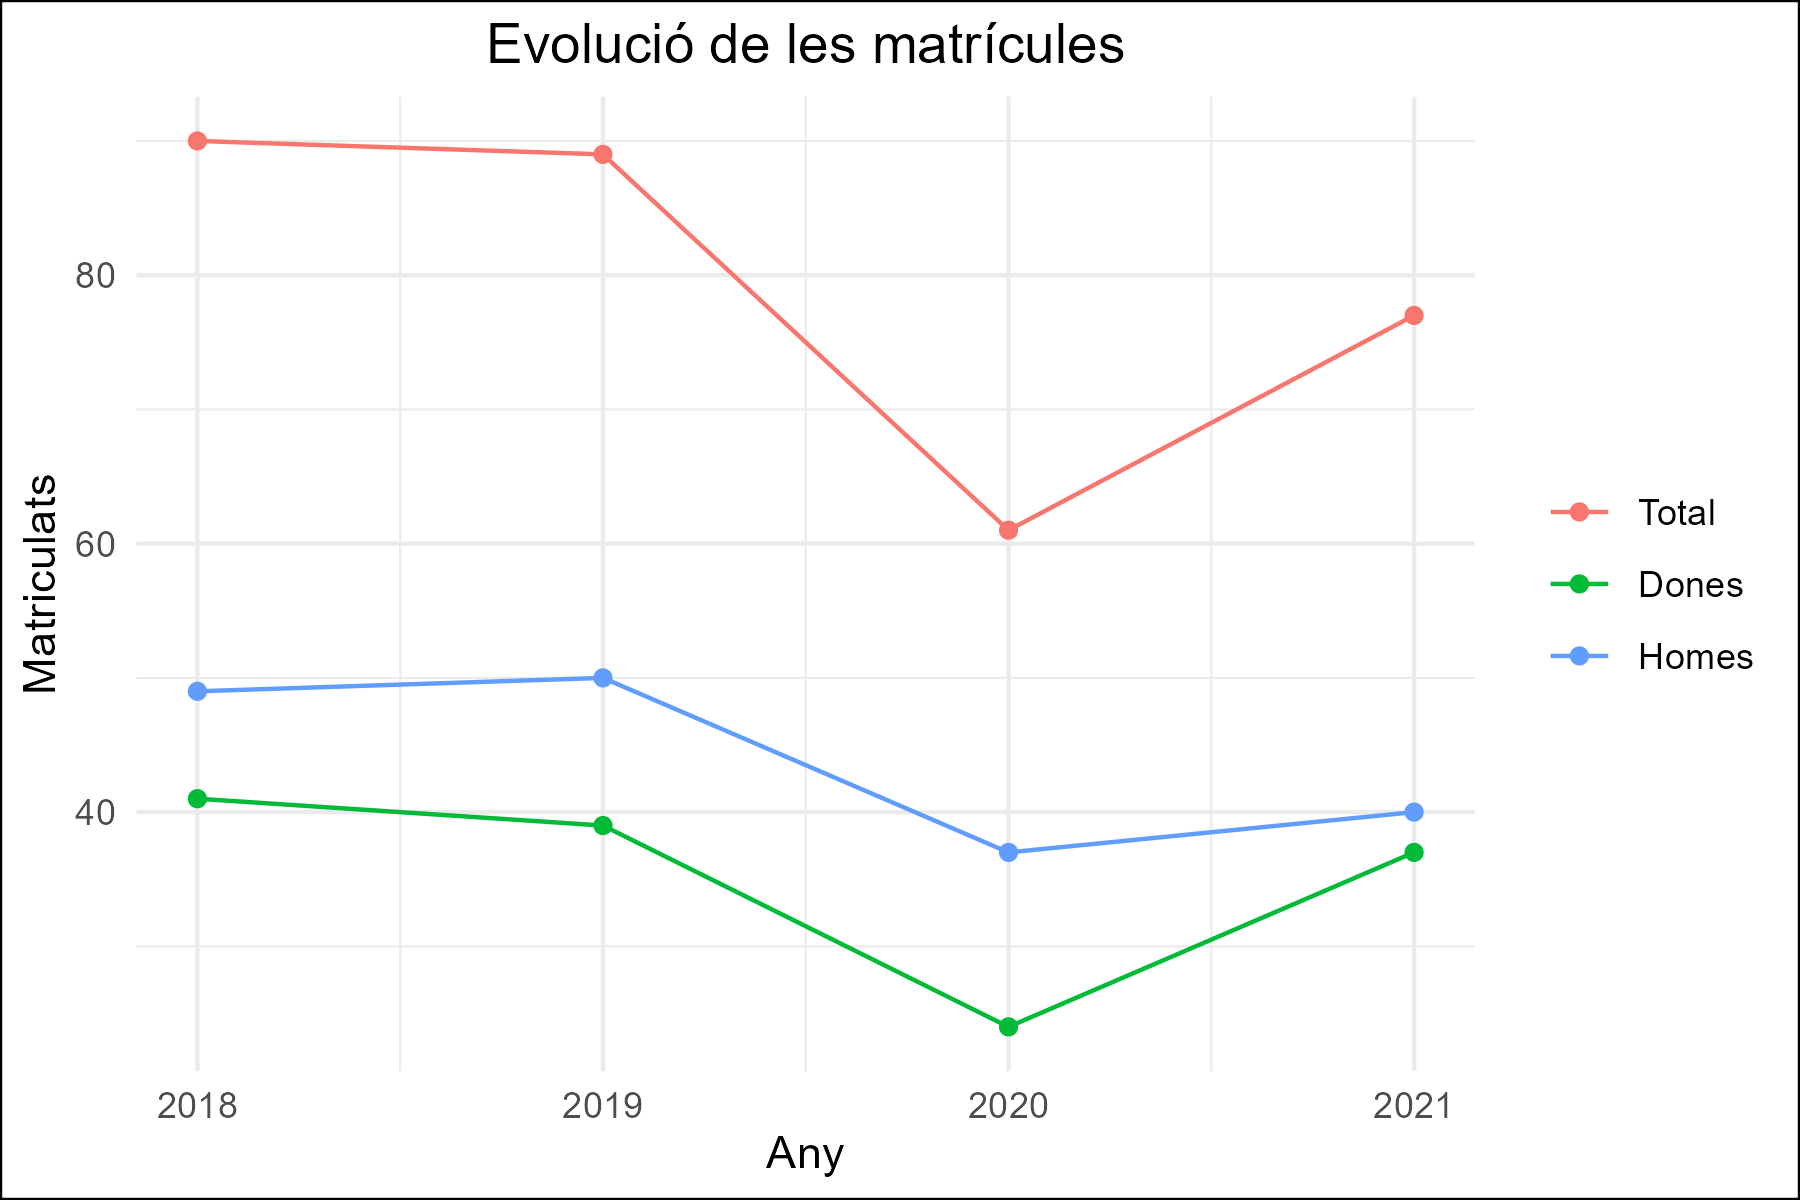 Evolució de les matrícules
Matriculats
80
60
40
2018
2019
2020
2021
Any
Total
Dones
Homes